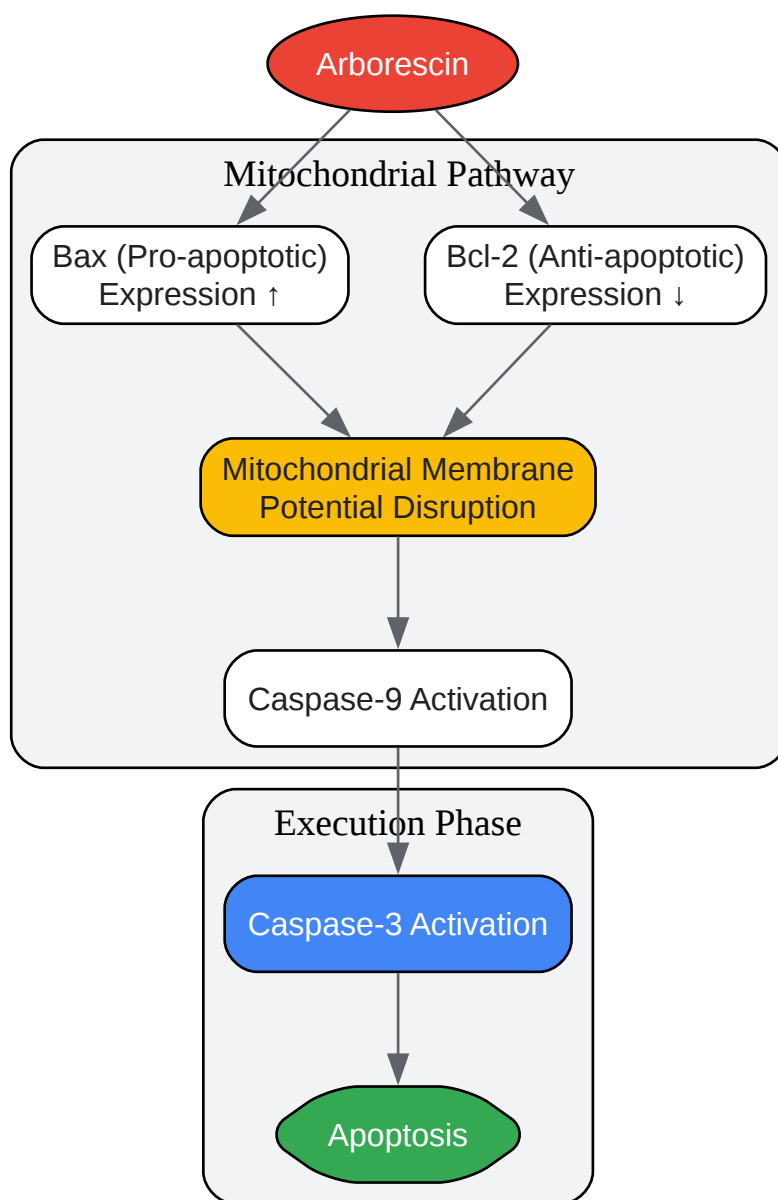 Arborescin
Mitochondrial Pathway
Bax (Pro-apoptotic)
Expression ↑
Bcl-2 (Anti-apoptotic)
Expression ↓
Mitochondrial Membrane
Potential Disruption
Caspase-9 Activation
Execution Phase
Caspase-3 Activation
Apoptosis